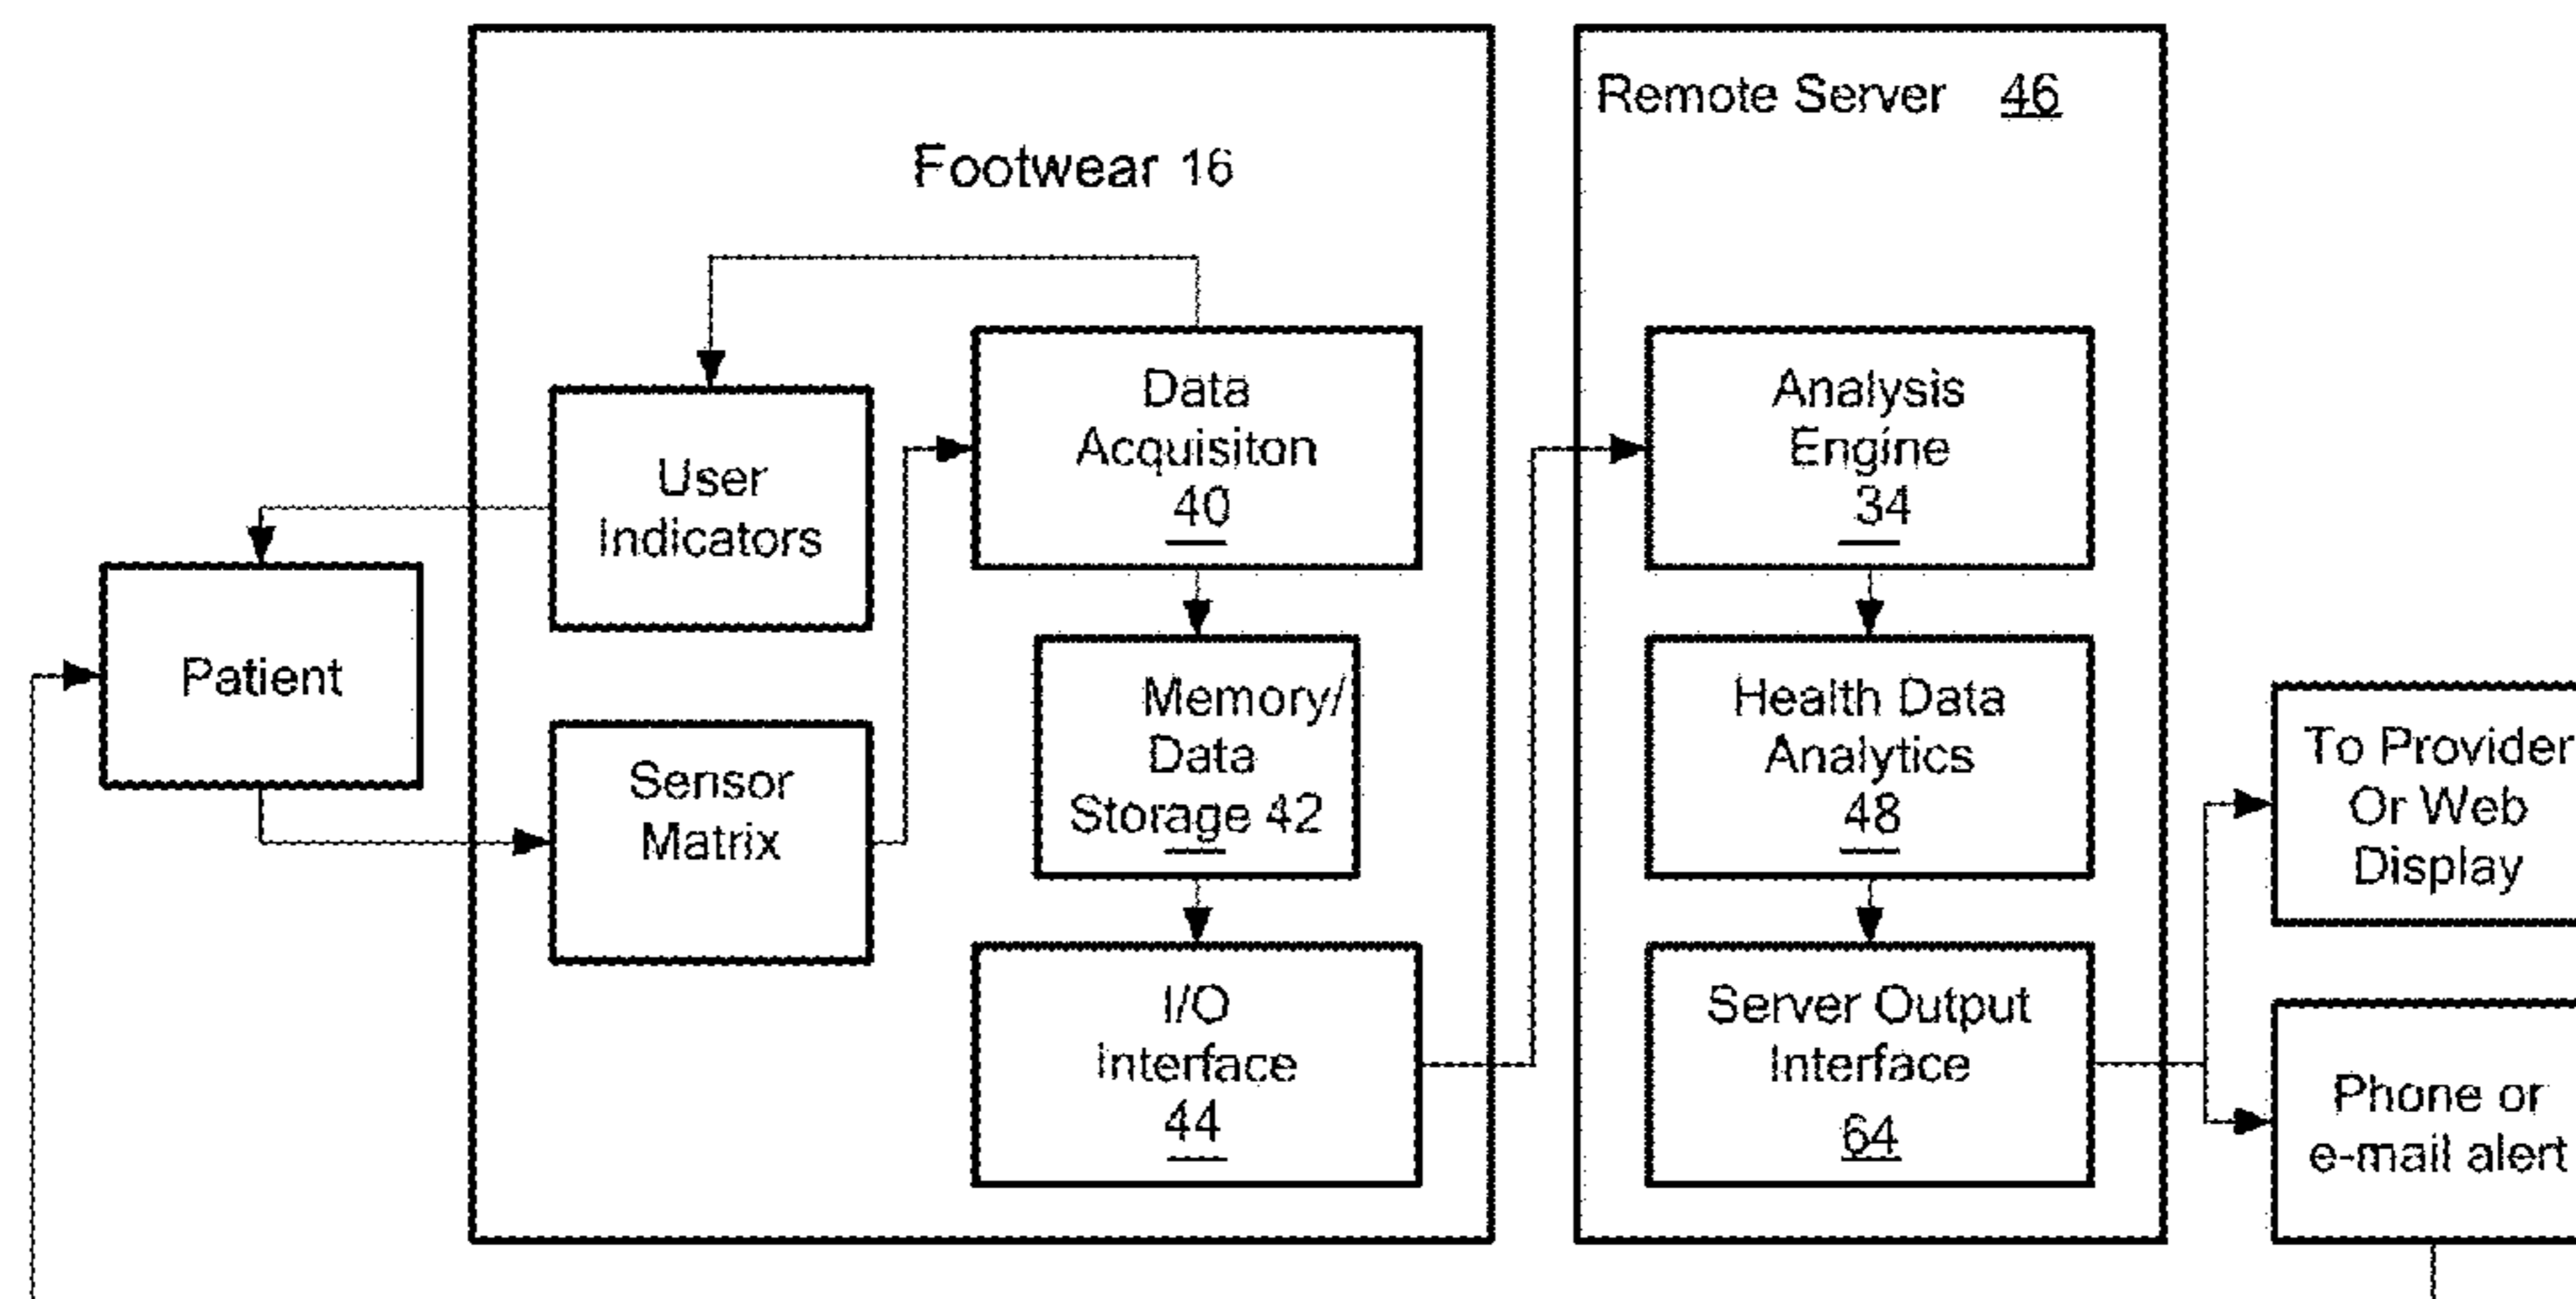 Footwear 16
Remote Server 46
Data
Acquisiton
40
User
Indicators
Patient
Sensor
Matrix
Memory/
Data
Storage 42
I/O
Interface
44
Analysis
Engine
34
Health Data
Analytics
48
Server Output
Interface
64
To Provider
Or Web
Display
Phone or
e-mail alert